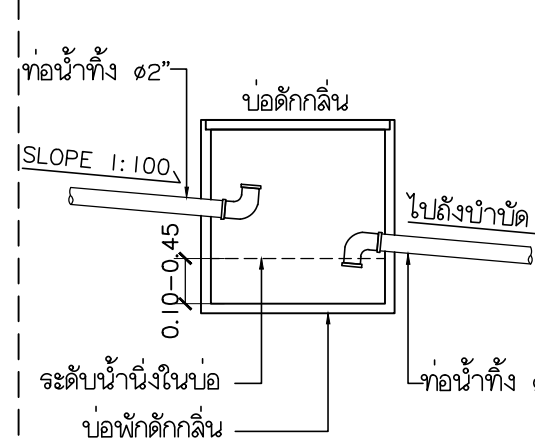 ท่อน้ำทิ้ง ø2"
บ่อดักกลิ่น
SLOPE 1:100
ไปถังบำบัด
0.10-0.45
ระดับน้ำนิ่งในบ่อ
ท่อน้ำทิ้ง
บ่อพักดักกลิ่น